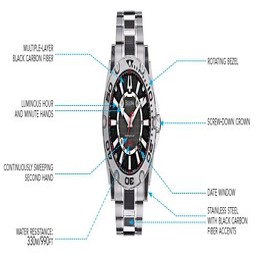 MULTIPLE-LAYER
BLACK CARBON FIBER
ROTATING BEZEL
LUMINOUS HOUR
AND MINUTE HANDS
SCREW-DOWN CROWN
CONTINUOUSLY SWEEPING
SECOND HAND
DATE WINDOW
STAINLESS STEEL
WITH BLACK CARBON
FIBER ACCENTS
WATER RESISTANCE:
330M/990FT